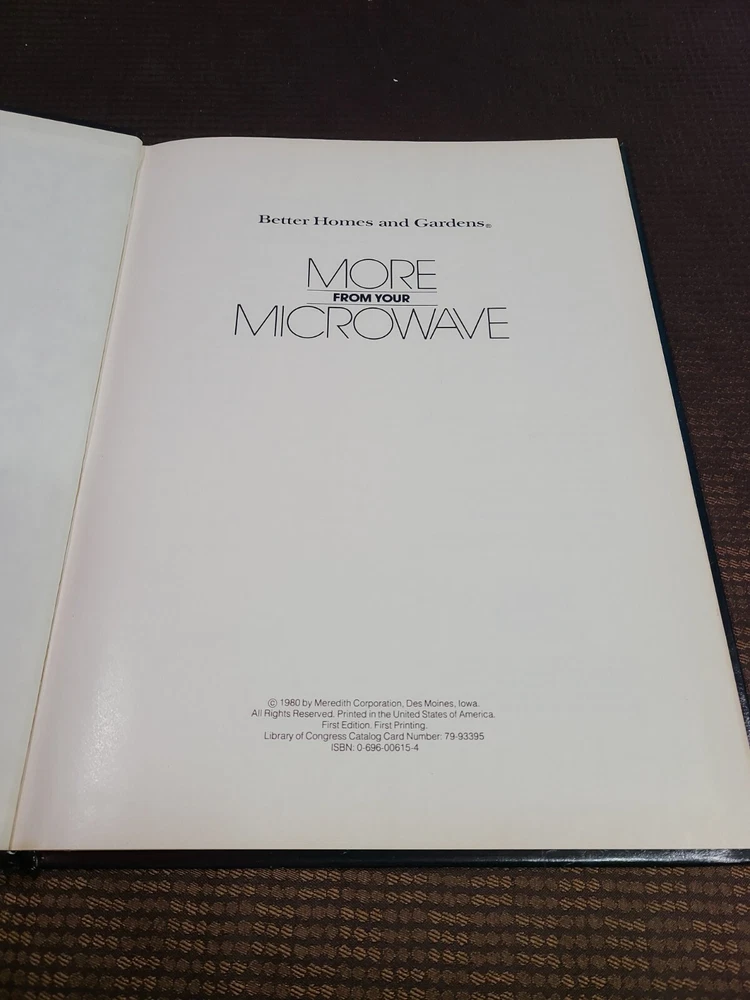 Better Homes and Gardens®
MORE
FROM YOUR
MICROWAVE
© 1980 by Meredith Corporation, Des Moines, Iowa.
All Rights Reserved. Printed in the United States of America.
First Edition. First Printing.
Library of Congress Catalog Card Number: 79-93395
ISBN: 0-696-00615-4